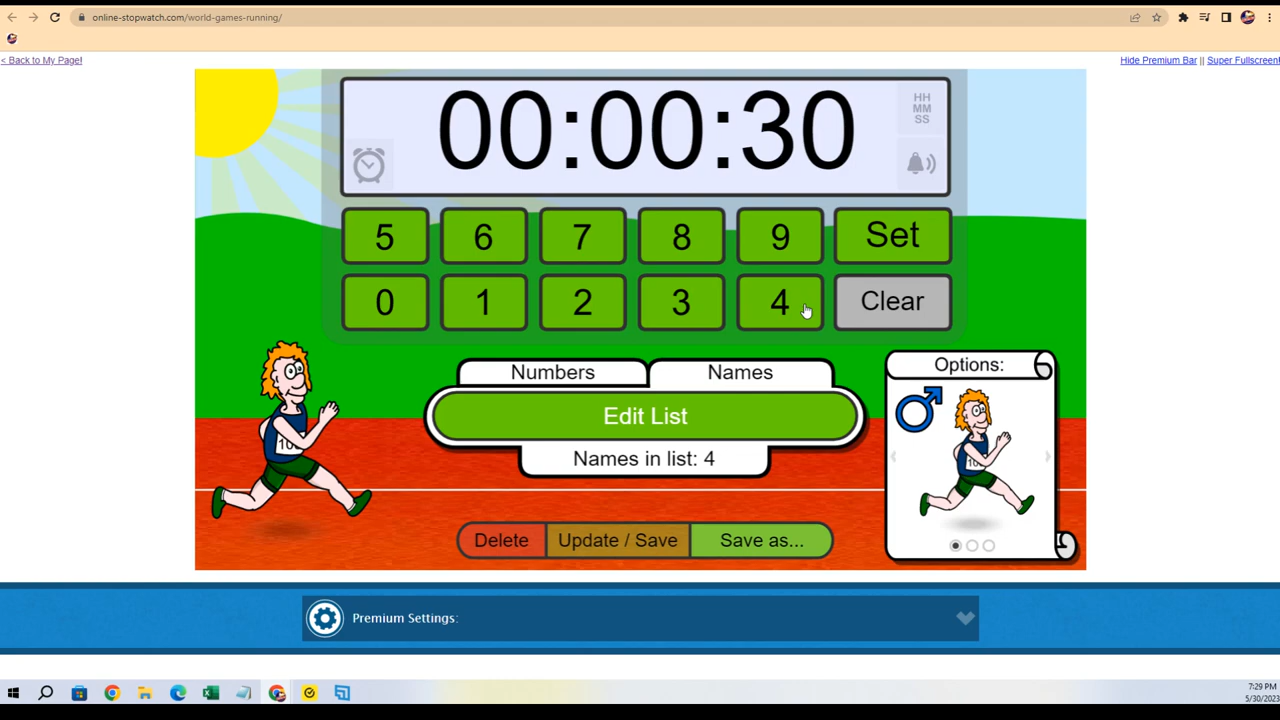 online-stopwatch.com/world-games-running/
< Back to My Page!
Hide Premium Bar || Super Fullscreen!
00:00:30
HH
MM
SS
5 6 7 8 9 Set
0 1 2 3 4 Clear
Numbers Names
Edit List
Names in list: 4
Delete Update / Save Save as...
Options:
10
10
Premium Settings:
7:29 PM
5/30/2023